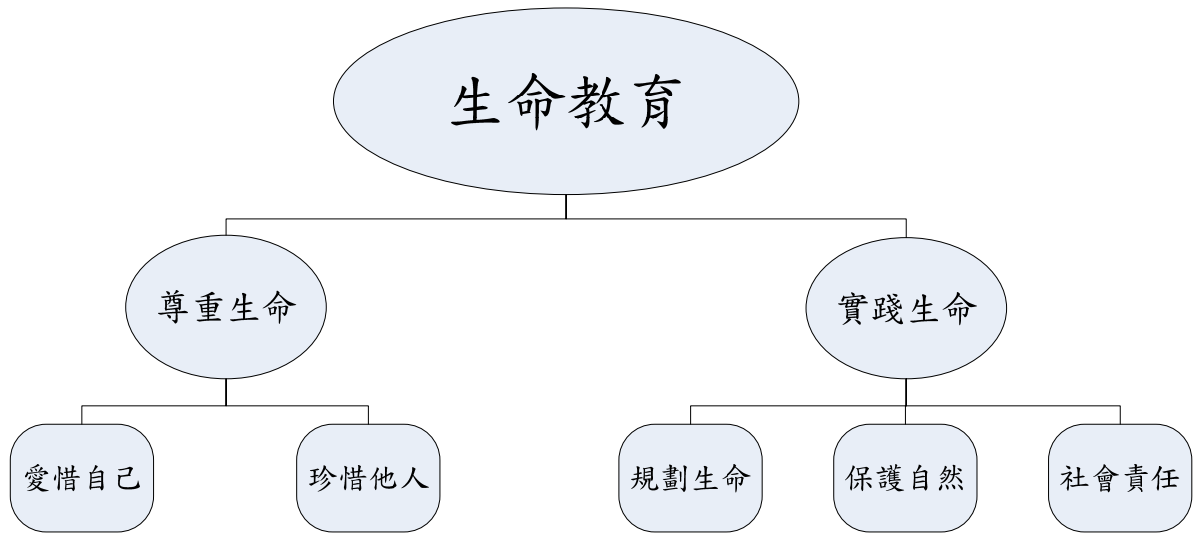 生命教育
尊重生命
實踐生命
愛惜自己
珍惜他人
規劃生命
保護自然
社會責任